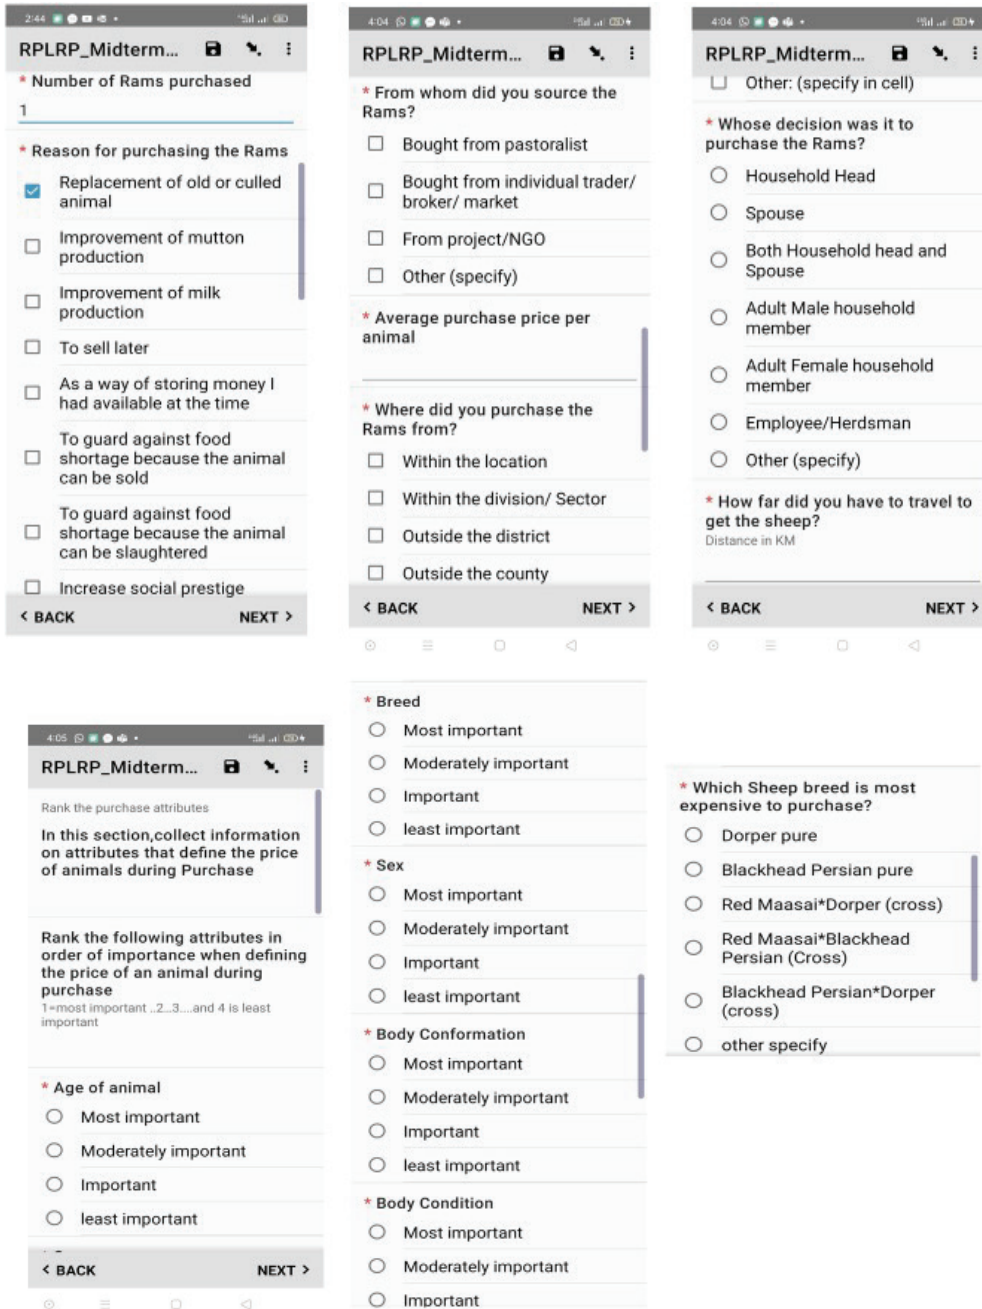 2:44
RPLRP_Midterm...
* Number of Rams purchased
1
* Reason for purchasing the Rams
Replacement of old or culled
animal
Improvement of mutton
production
Improvement of milk
production
To sell later
As a way of storing money I
had available at the time
To guard against food
shortage because the animal
can be sold
To guard against food
shortage because the animal
can be slaughtered
Increase social prestige
< BACK NEXT >
4:04
RPLRP_Midterm...
* From whom did you source the
Rams?
Bought from pastoralist
Bought from individual trader/
broker/ market
From project/NGO
Other (specify)
* Average purchase price per
animal
* Where did you purchase the
Rams from?
Within the location
Within the division/ Sector
Outside the district
Outside the county
< BACK NEXT >
4:04
RPLRP_Midterm...
Other: (specify in cell)
* Whose decision was it to
purchase the Rams?
Household Head
Spouse
Both Household head and
Spouse
Adult Male household
member
Adult Female household
member
Employee/Herdsman
Other (specify)
* How far did you have to travel to
get the sheep?
Distance in KM
< BACK NEXT >
4:05
RPLRP_Midterm...
Rank the purchase attributes
In this section,collect information
on attributes that define the price
of animals during Purchase
Rank the following attributes in
order of importance when defining
the price of an animal during
purchase
1=most important ..2...3....and 4 is least
important
* Age of animal
Most important
Moderately important
Important
least important
< BACK NEXT >
* Breed
Most important
Moderately important
Important
least important
* Sex
Most important
Moderately important
Important
least important
* Body Conformation
Most important
Moderately important
Important
least important
* Body Condition
Most important
Moderately important
Important
* Which Sheep breed is most
expensive to purchase?
Dorper pure
Blackhead Persian pure
Red Maasai*Dorper (cross)
Red Maasai*Blackhead
Persian (Cross)
Blackhead Persian*Dorper
(cross)
other specify